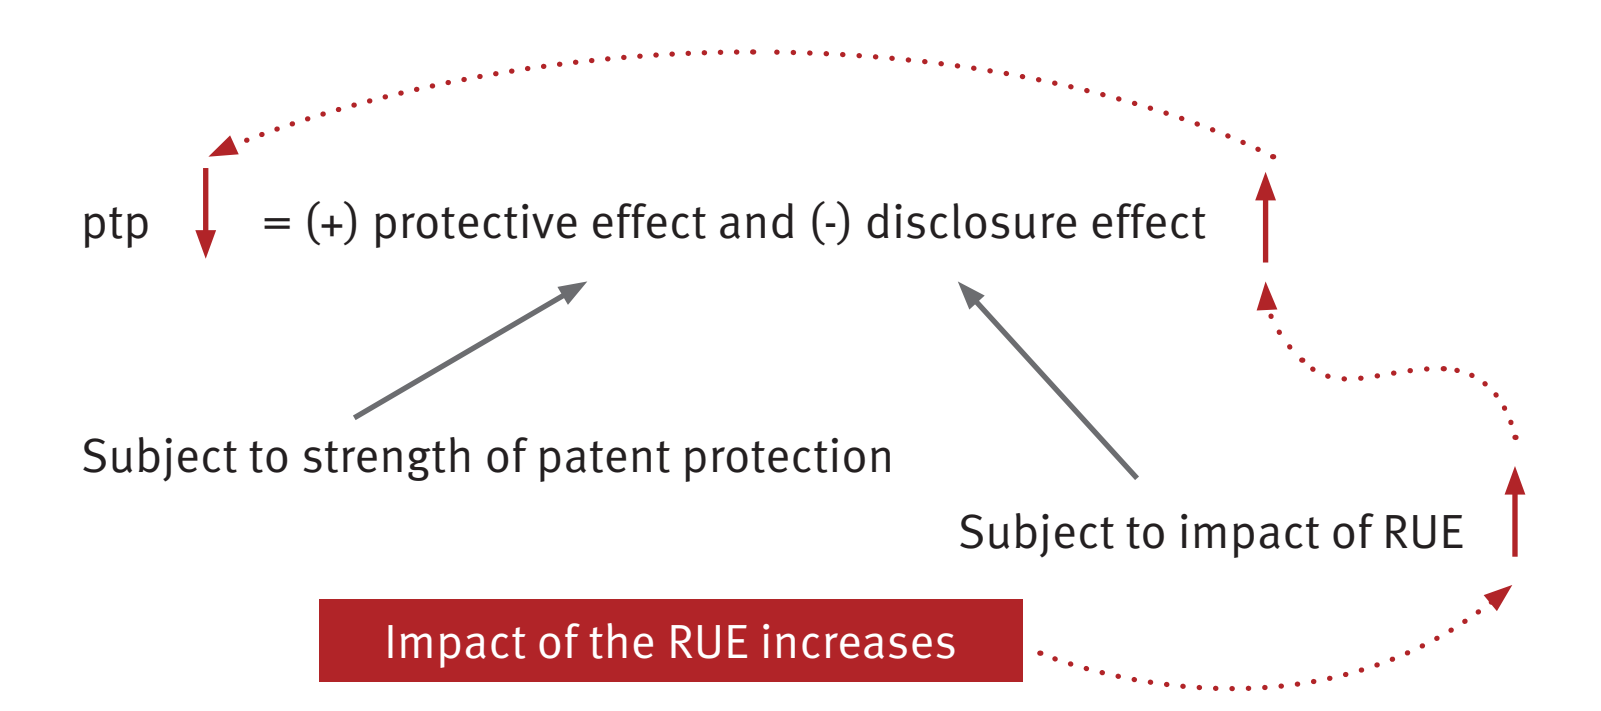 ptp = (+) protective effect and (-) disclosure effect
Subject to strength of patent protection
Subject to impact of RUE
Impact of the RUE increases